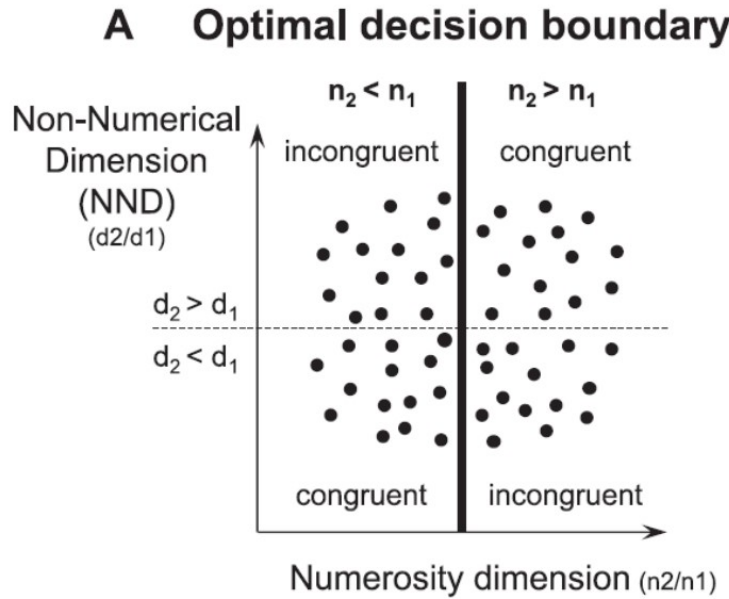 A Optimal decision boundary
n2 < n1
n2 > n1
Non-Numerical
Dimension
(NND)
(d2/d1)
incongruent
congruent
d2 > d1
d2 < d1
congruent
incongruent
Numerosity dimension (n2/n1)